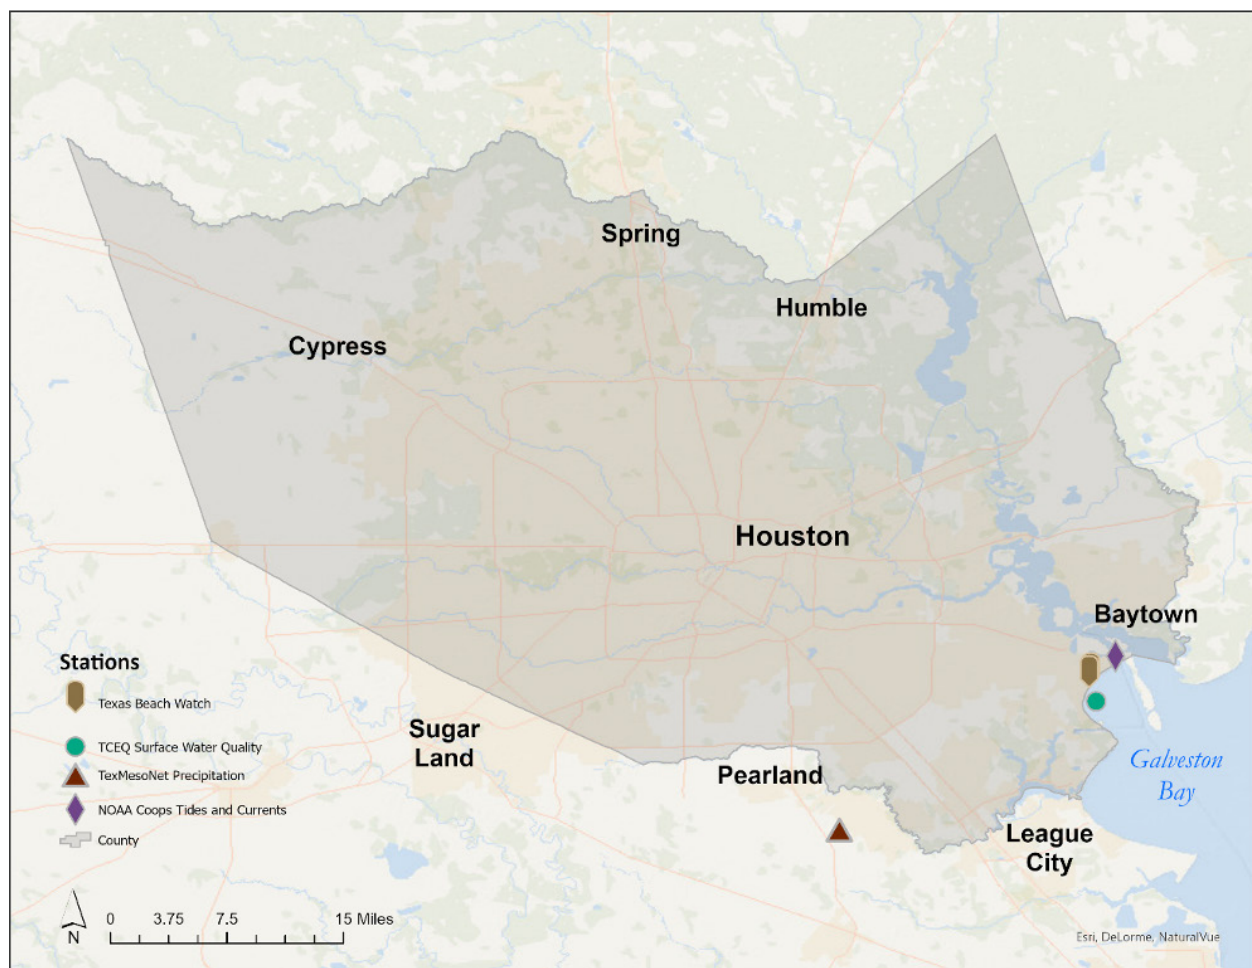 Spring
Humble
Cypress
Houston
Baytown
Stations
Texas Beach Watch
TCEQ Surface Water Quality
TexMesoNet Precipitation
NOAA Coops Tides and Currents
County
Sugar
Land
Pearland
Galveston
Bay
League
City
N
0 3.75 7.5 15 Miles
Esri, DeLorme, NaturalVue